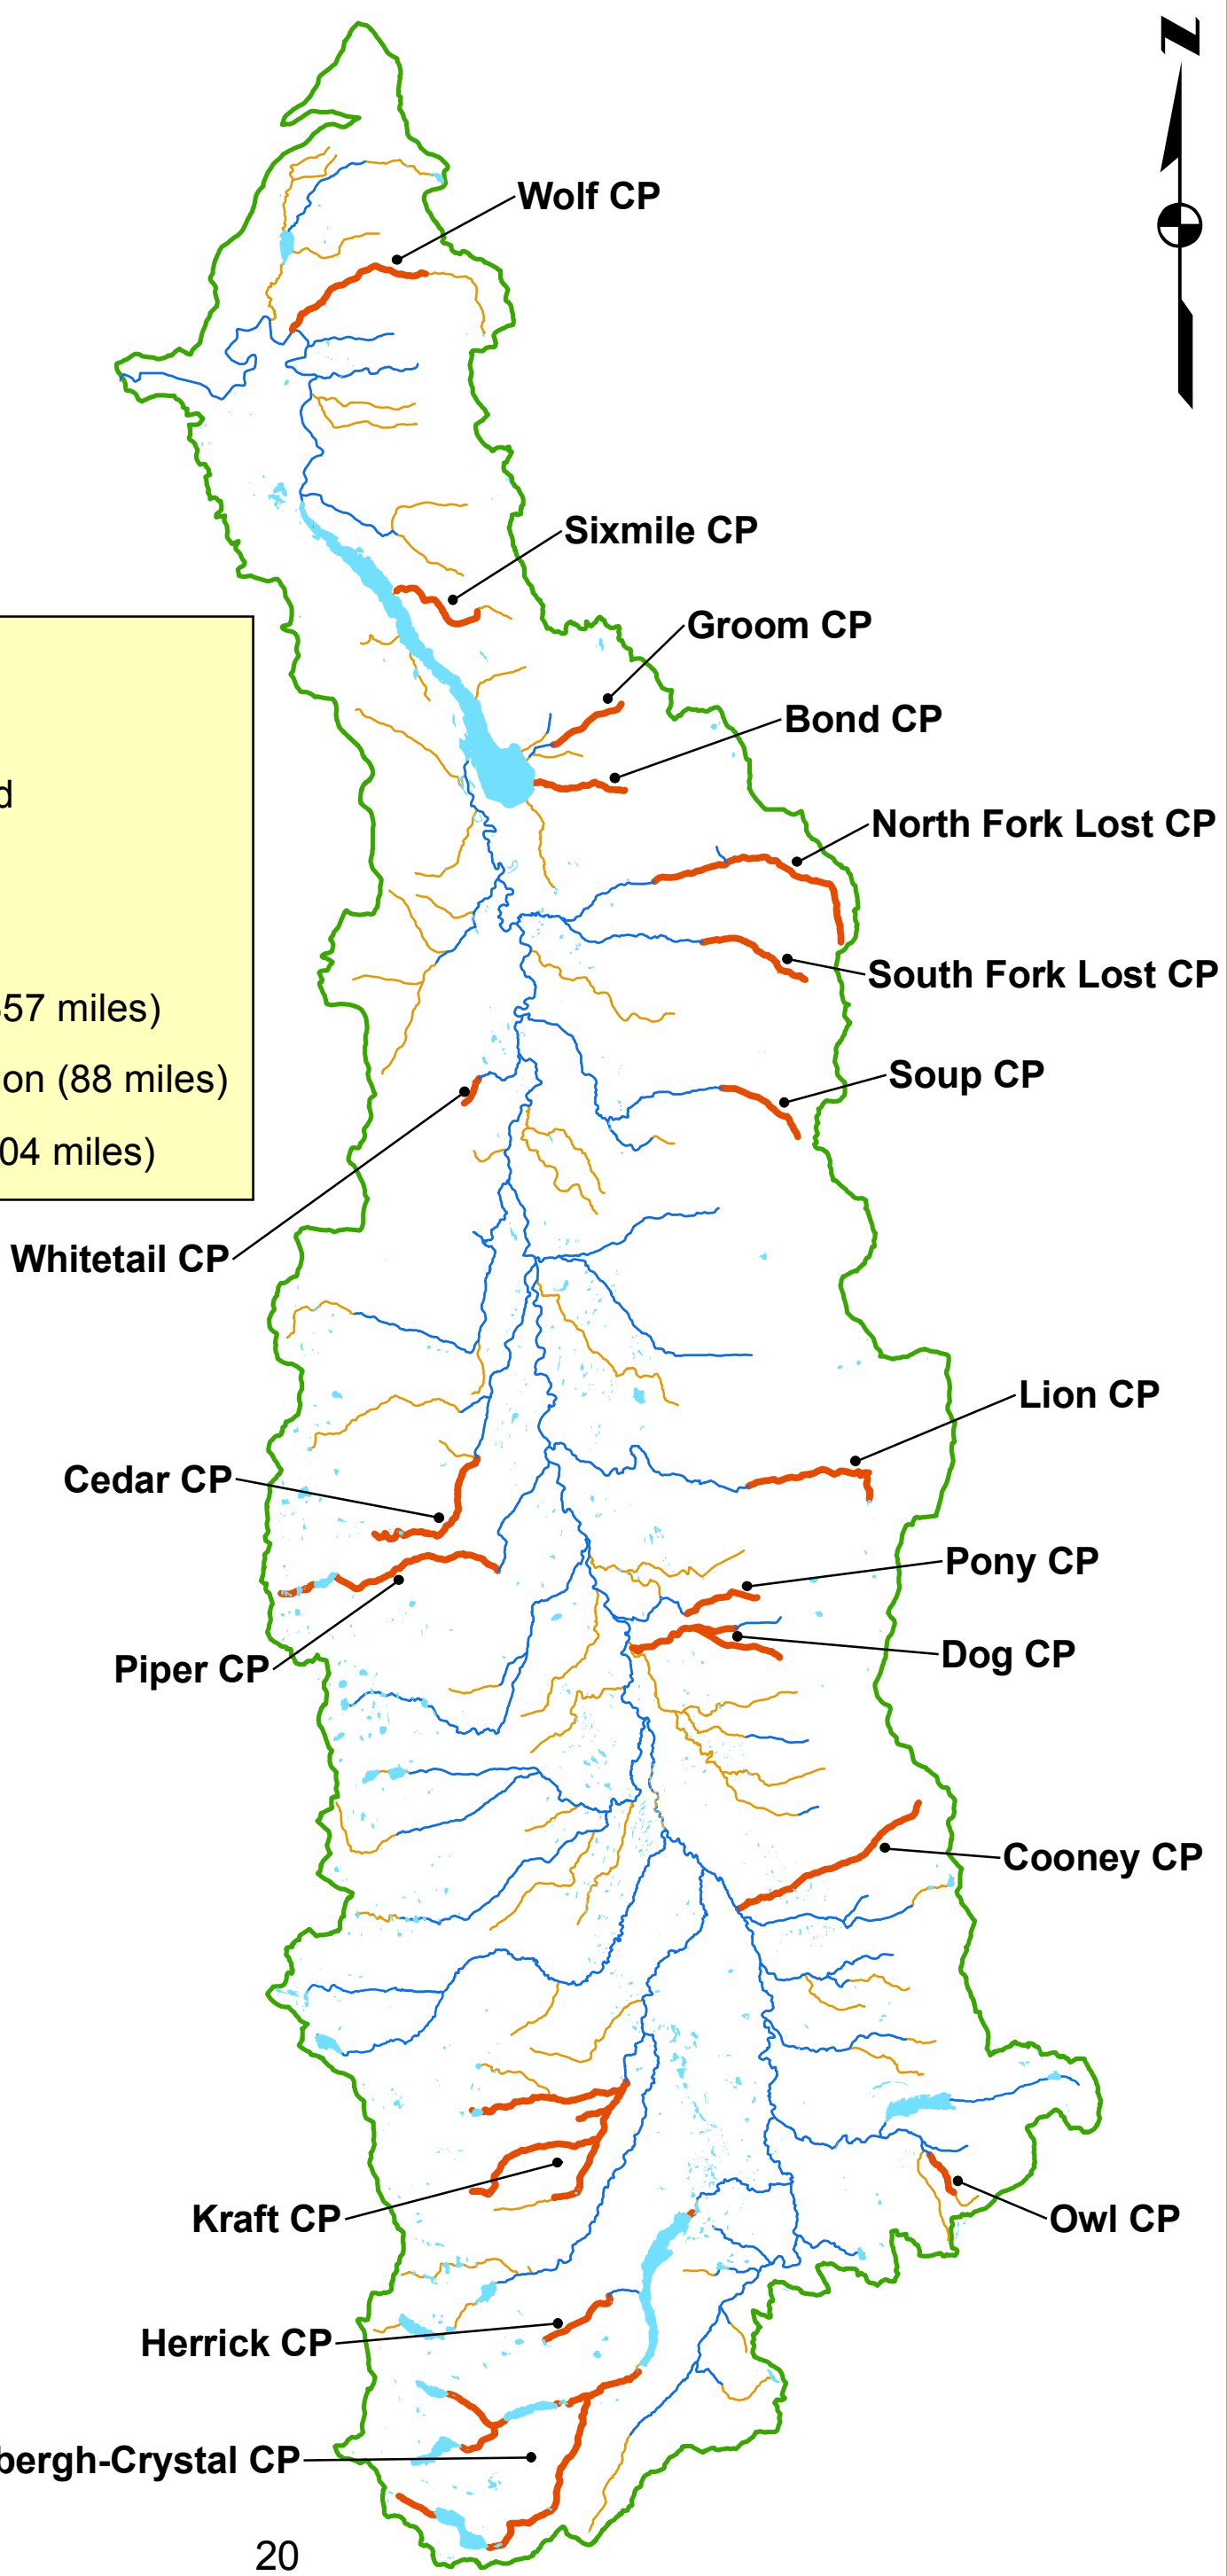 N
Wolf CP
Sixmile CP
Groom CP
Bond CP
d
North Fork Lost CP
South Fork Lost CP
57 miles)
Soup CP
ion (88 miles)
04 miles)
Whitetail CP
Lion CP
Cedar CP
Pony CP
Dog CP
Piper CP
Cooney CP
Kraft CP
Owl CP
Herrick CP
bergh-Crystal CP
20